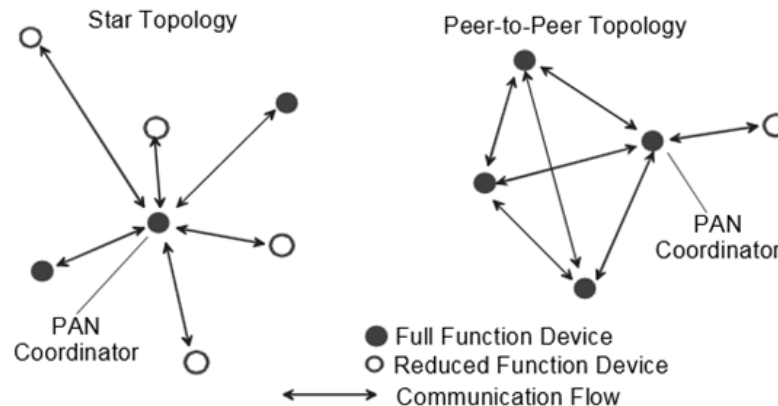 Star Topology
Peer-to-Peer Topology
PAN
Coordinator
PAN
Coordinator
Full Function Device
Reduced Function Device
Communication Flow